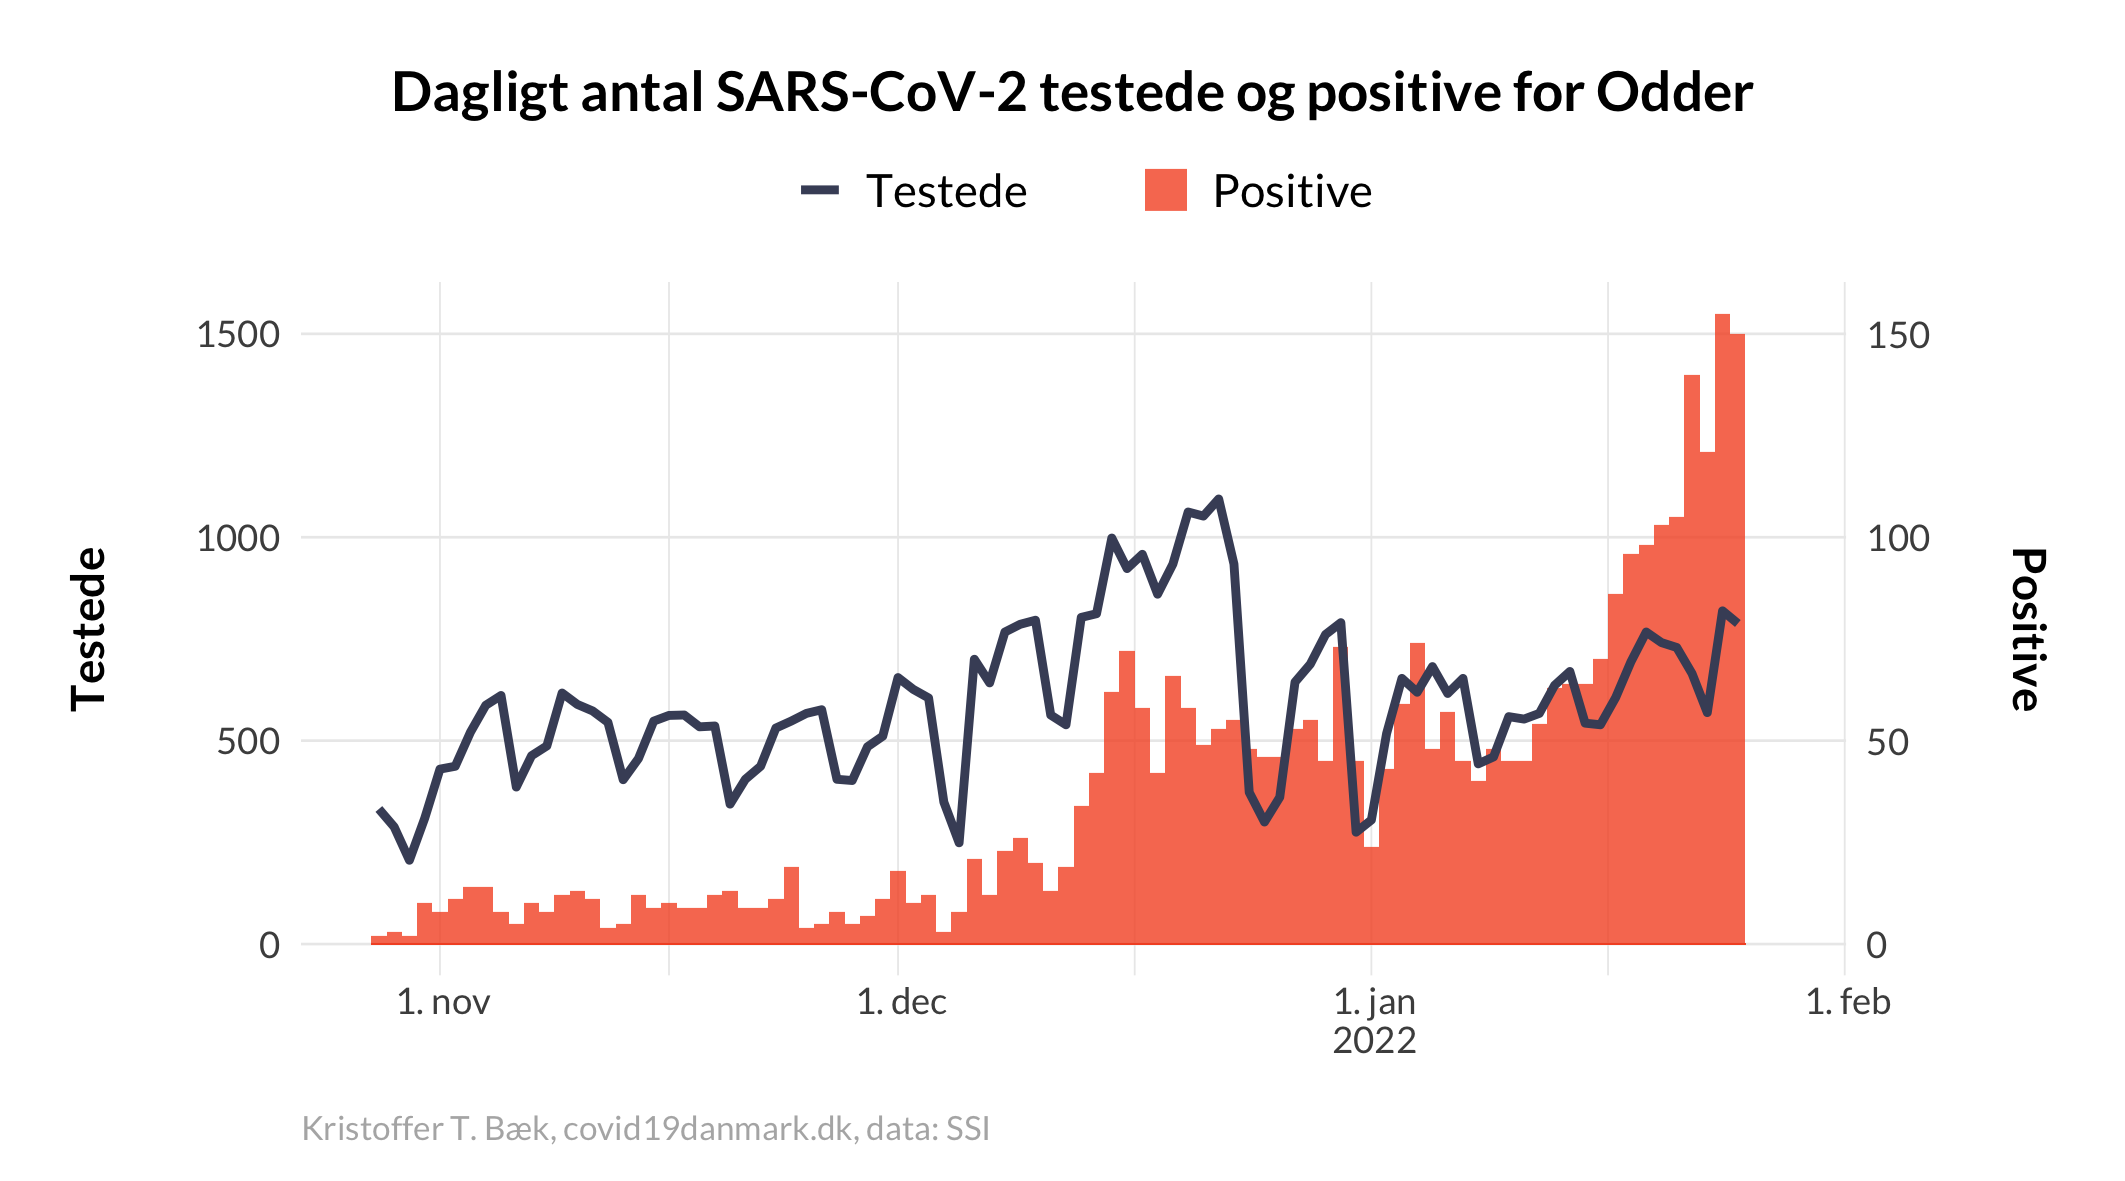 Dagligt antal SARS-CoV-2 testede og positive for Odder
Testede
Positive
1500
1000
500
0
150
100
50
0
Testede
Positive
1. nov
1. dec
1. jan
2022
1. feb
Kristoffer T. Bæk, covid19danmark.dk, data: SSI